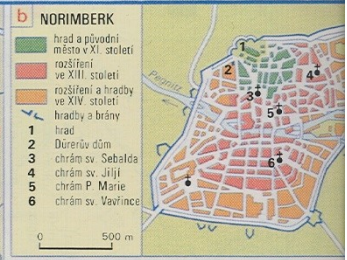 b NORIMBERK
hrad a původní
město v XI. století
rozšíření
ve XIII. století
rozšíření a hradby
ve XIV. století
hradby a brány
1 hrad
2 Dürerův dům
3 chrám sv. Sebalda
4 chrám sv. Jiljí
5 chrám P. Marie
6 chrám sv. Vavřince
0 500 m
Pegnitz
1
2
3
4
5
6